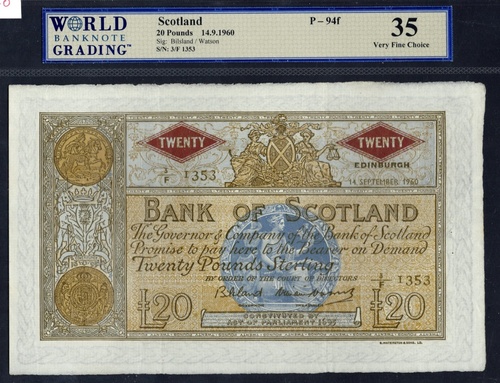 WORLD
BANKNOTE
GRADING™
Scotland
P – 94f
20 Pounds 14.9.1960
Sig: Bilsland / Watson
S/N: 3/F 1353
35
Very Fine Choice
TWENTY
TWENTY
3/F 1353
EDINBURGH
14 SEPTEMBER 1960
BANK OF SCOTLAND
The Governor & Company of the Bank of Scotland
Promise to pay here to the Bearer on Demand
Twenty Pounds Sterling
BY ORDER OF THE COURT OF DIRECTORS
Bilsland
3/F 1353
£20
£20
CONSTITUTED BY
ACT OF PARLIAMENT 1695